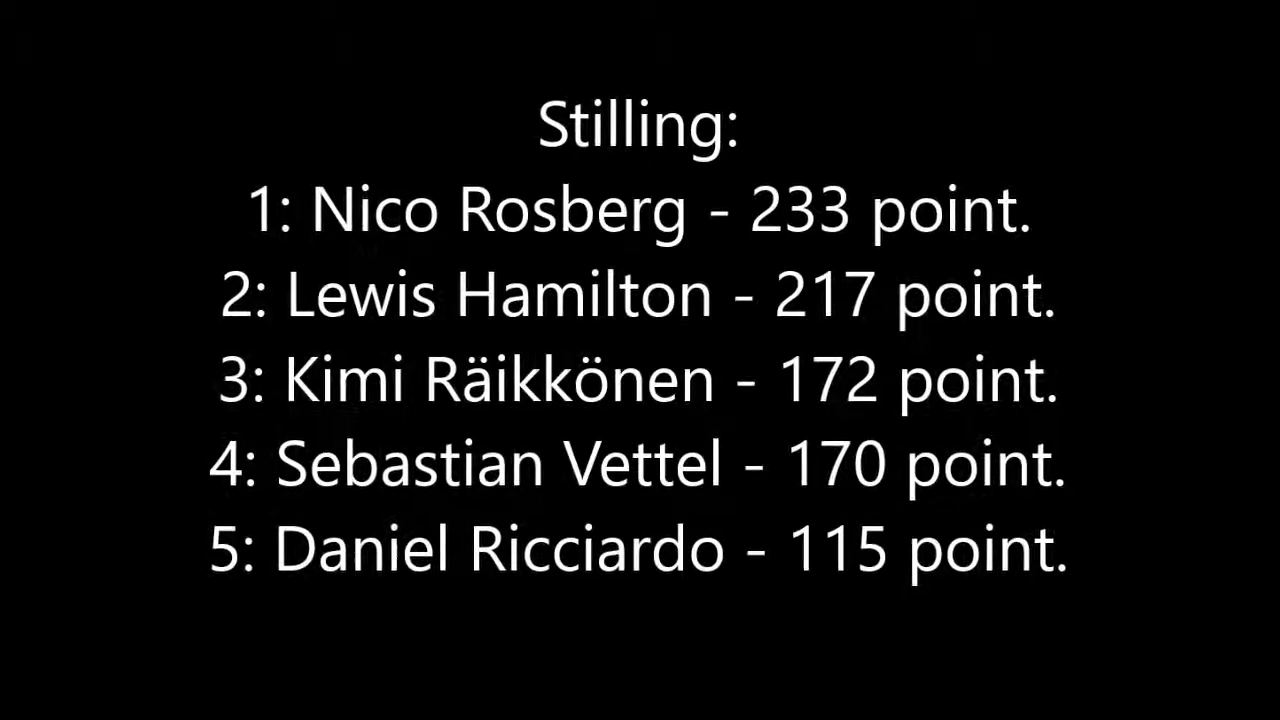 Stilling:
1: Nico Rosberg - 233 point.
2: Lewis Hamilton - 217 point.
3: Kimi Räikkönen - 172 point.
4: Sebastian Vettel - 170 point.
5: Daniel Ricciardo - 115 point.